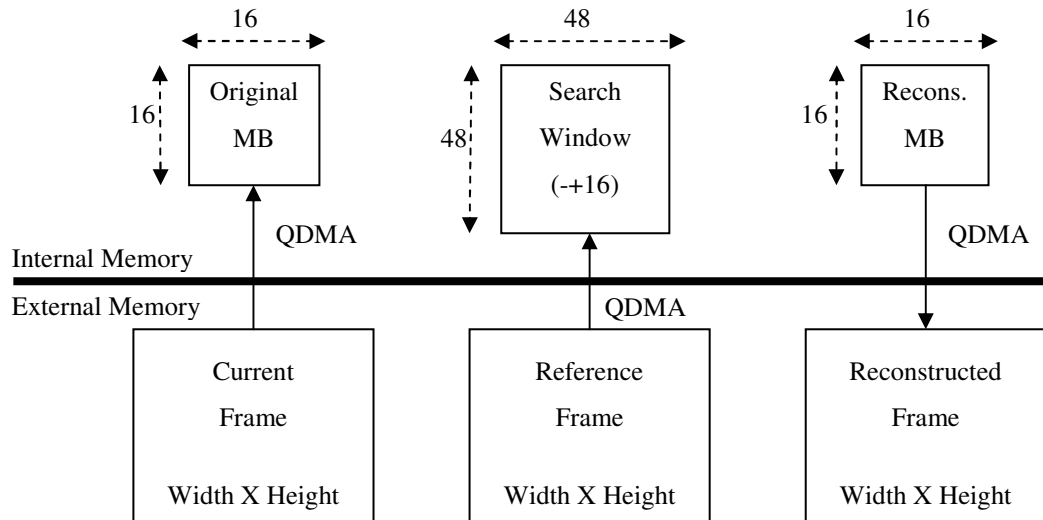 16
48
16
16
Original
MB
48
Search
Window
(-+16)
16
Recons.
MB
QDMA
QDMA
Internal Memory
External Memory
QDMA
Current
Frame
Width X Height
Reference
Frame
Width X Height
Reconstructed
Frame
Width X Height